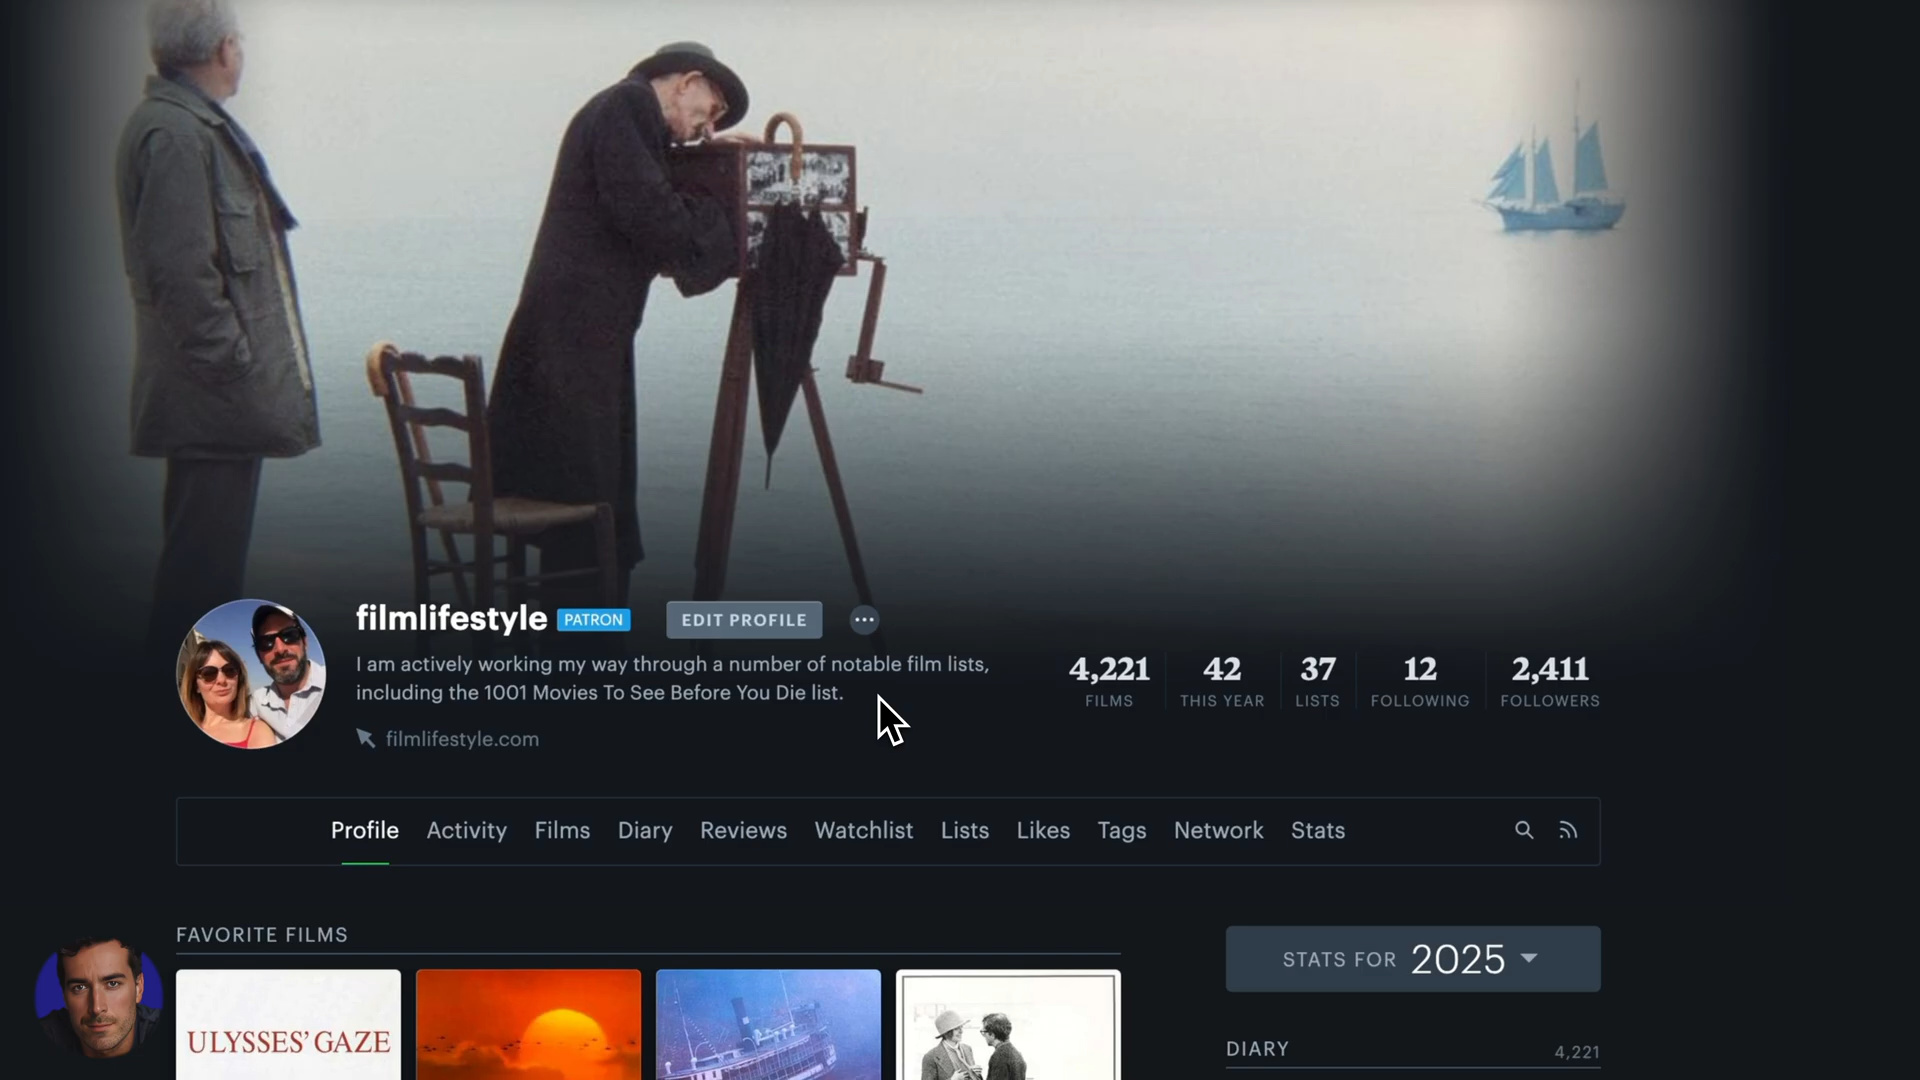 filmlifestyle PATRON EDIT PROFILE
I am actively working my way through a number of notable film lists,
including the 1001 Movies To See Before You Die list.
filmlifestyle.com
4,221 42 37 12 2,411
FILMS THIS YEAR LISTS FOLLOWING FOLLOWERS
Profile Activity Films Diary Reviews Watchlist Lists Likes Tags Network Stats
FAVORITE FILMS
ULYSSES' GAZE
STATS FOR 2025
DIARY 4,221